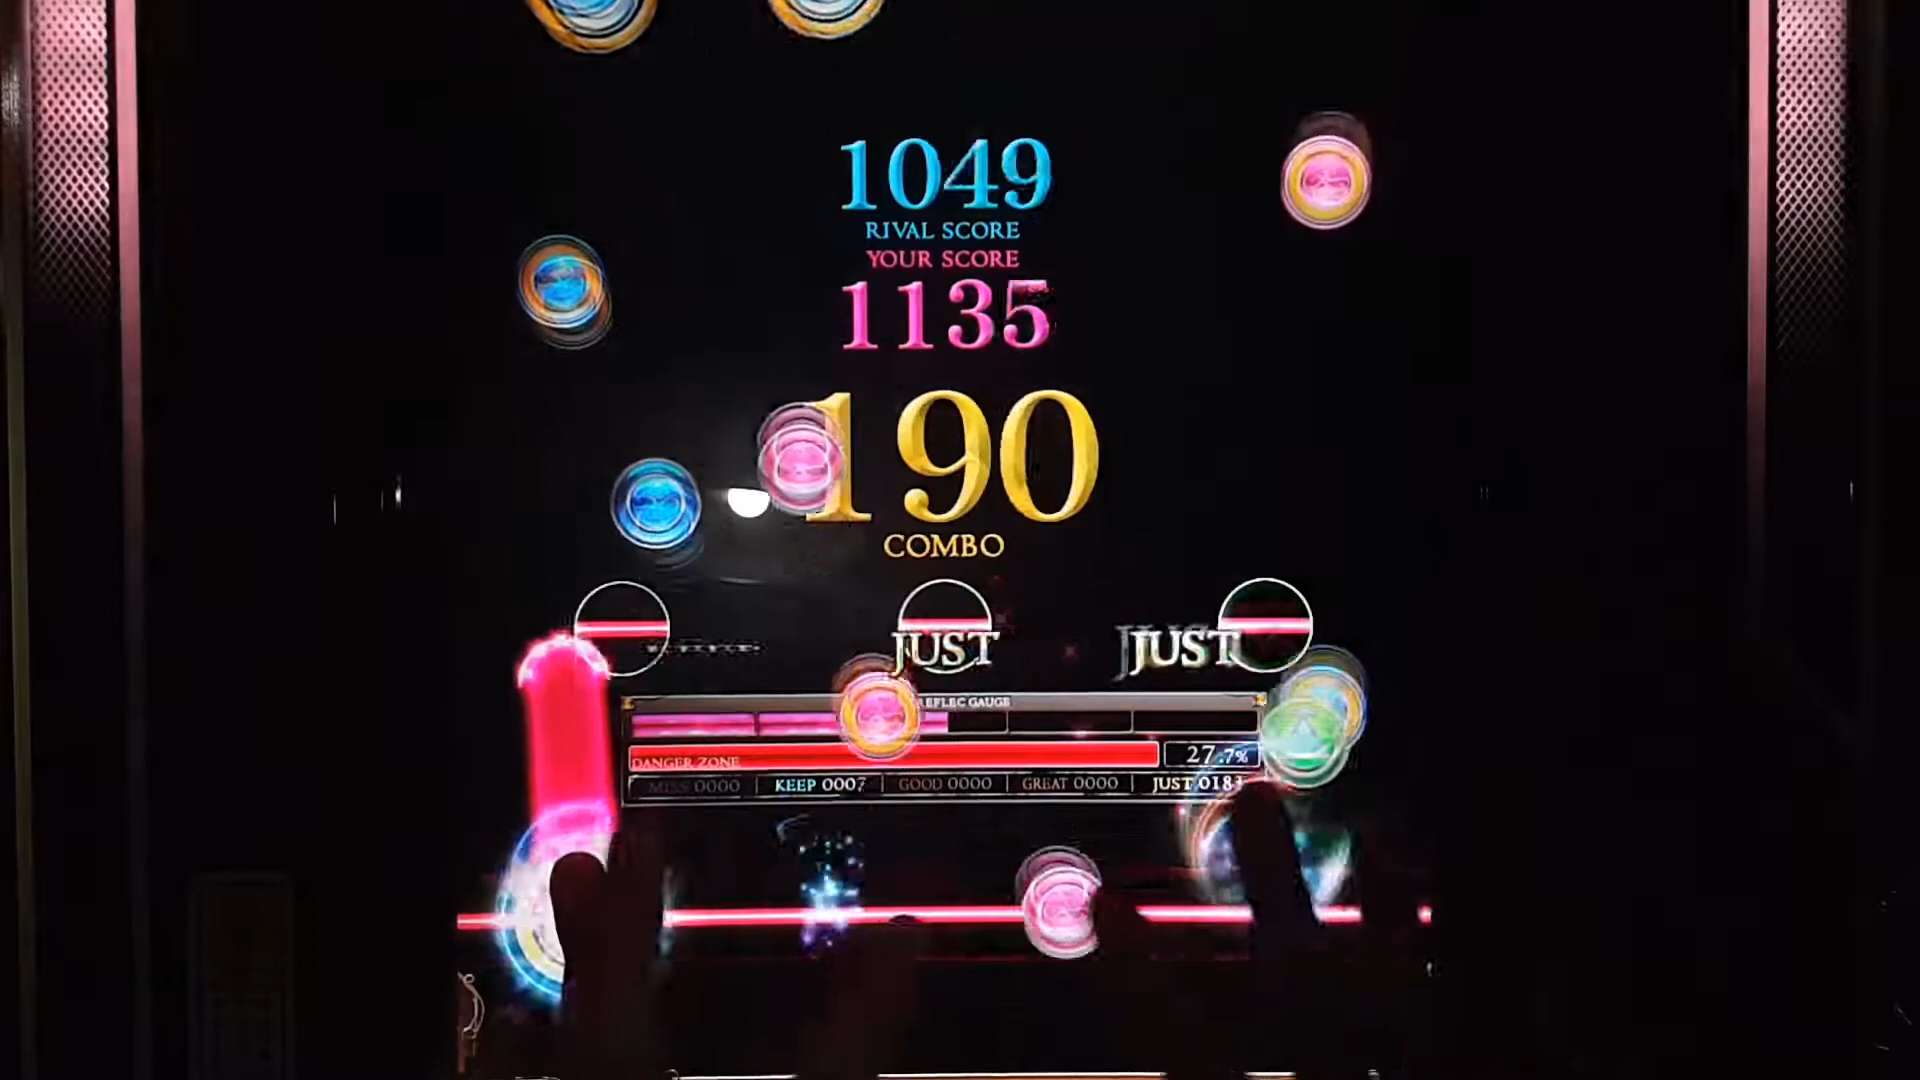 1049
RIVAL SCORE
YOUR SCORE
1135
190
COMBO
JUST JUST
REFLEC GAUGE
DANGER ZONE 27.7%
MISS 0000 KEEP 0007 GOOD 0000 GREAT 0000 JUST